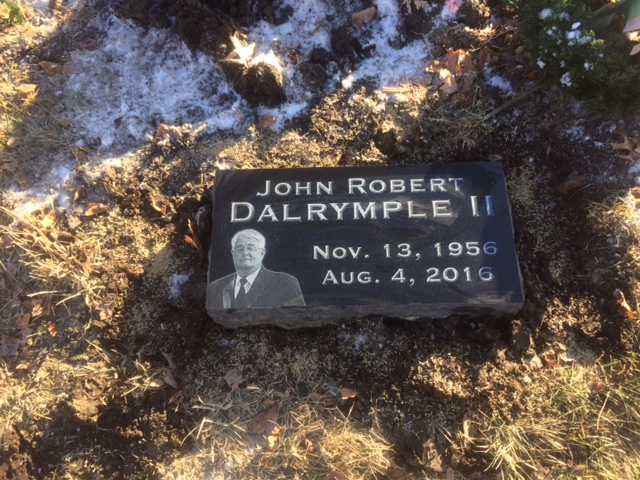 John Robert
Dalrymple II
Nov. 13, 1956
Aug. 4, 2016